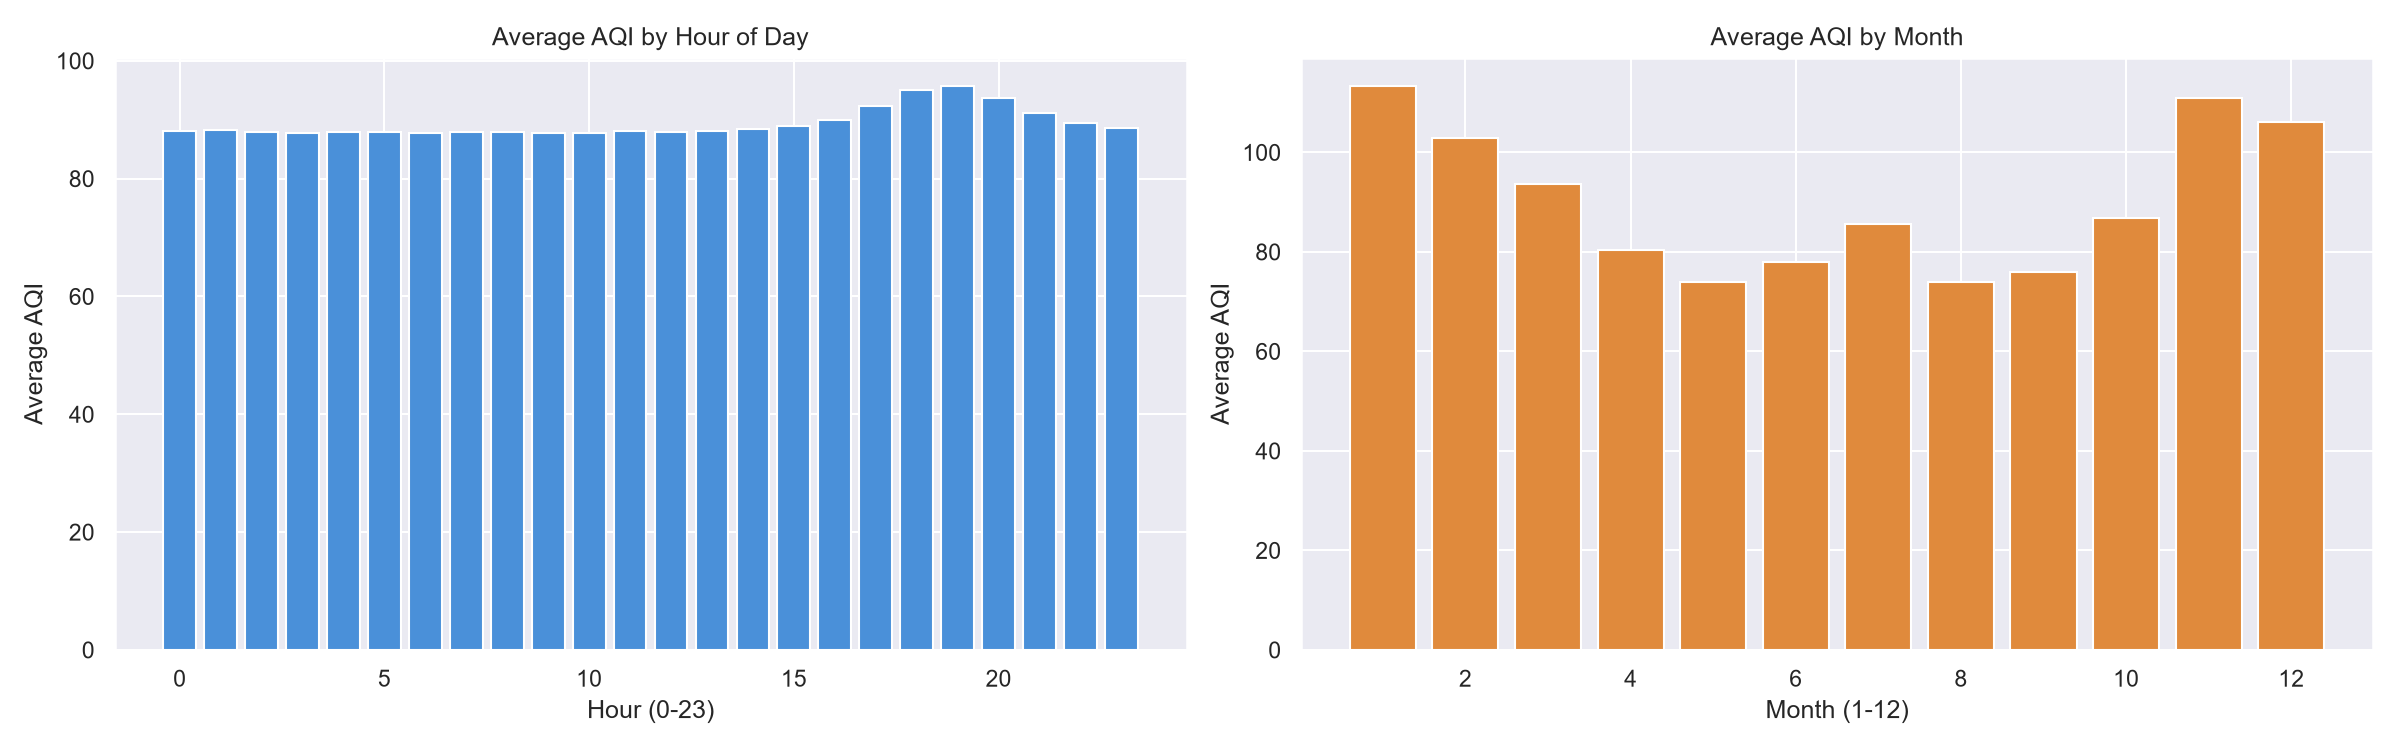 Average AQI by Hour of Day
Average AQI
100
80
60
40
20
0
0 5 10 15 20
Hour (0-23)
Average AQI by Month
Average AQI
100
80
60
40
20
0
2 4 6 8 10 12
Month (1-12)